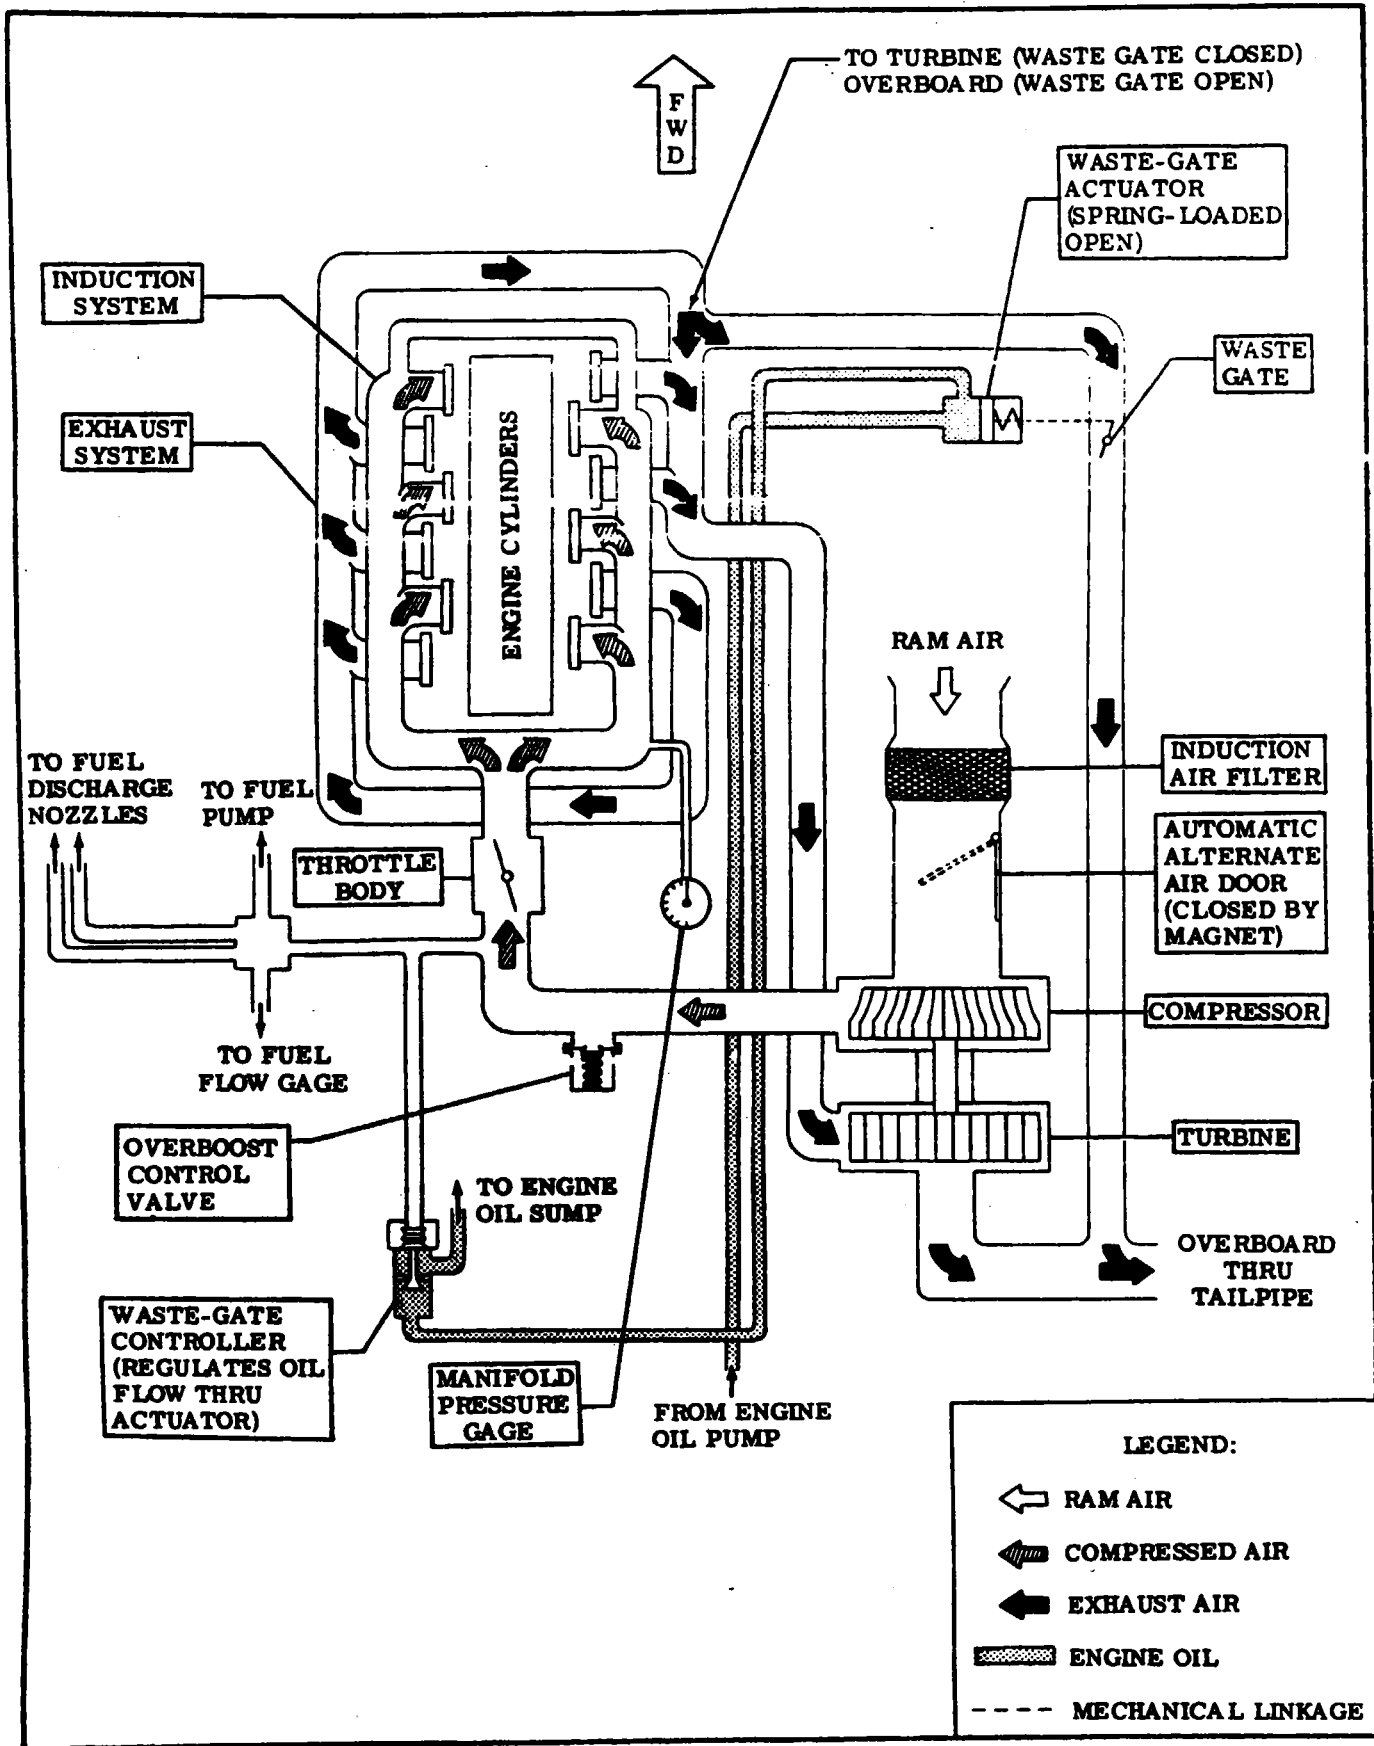 TO TURBINE (WASTE GATE CLOSED)
OVERBOARD (WASTE GATE OPEN)
FWD
WASTE-GATE
ACTUATOR
(SPRING-LOADED
OPEN)
INDUCTION
SYSTEM
WASTE
GATE
EXHAUST
SYSTEM
ENGINE CYLINDERS
RAM AIR
INDUCTION
AIR FILTER
TO FUEL
DISCHARGE
NOZZLES
TO FUEL
PUMP
THROTTLE
BODY
AUTOMATIC
ALTERNATE
AIR DOOR
(CLOSED BY
MAGNET)
COMPRESSOR
TO FUEL
FLOW GAGE
OVERBOOST
CONTROL
VALVE
TURBINE
TO ENGINE
OIL SUMP
OVERBOARD
THRU
TAILPIPE
WASTE-GATE
CONTROLLER
(REGULATES OIL
FLOW THRU
ACTUATOR)
MANIFOLD
PRESSURE
GAGE
FROM ENGINE
OIL PUMP
LEGEND:
RAM AIR
COMPRESSED AIR
EXHAUST AIR
ENGINE OIL
MECHANICAL LINKAGE